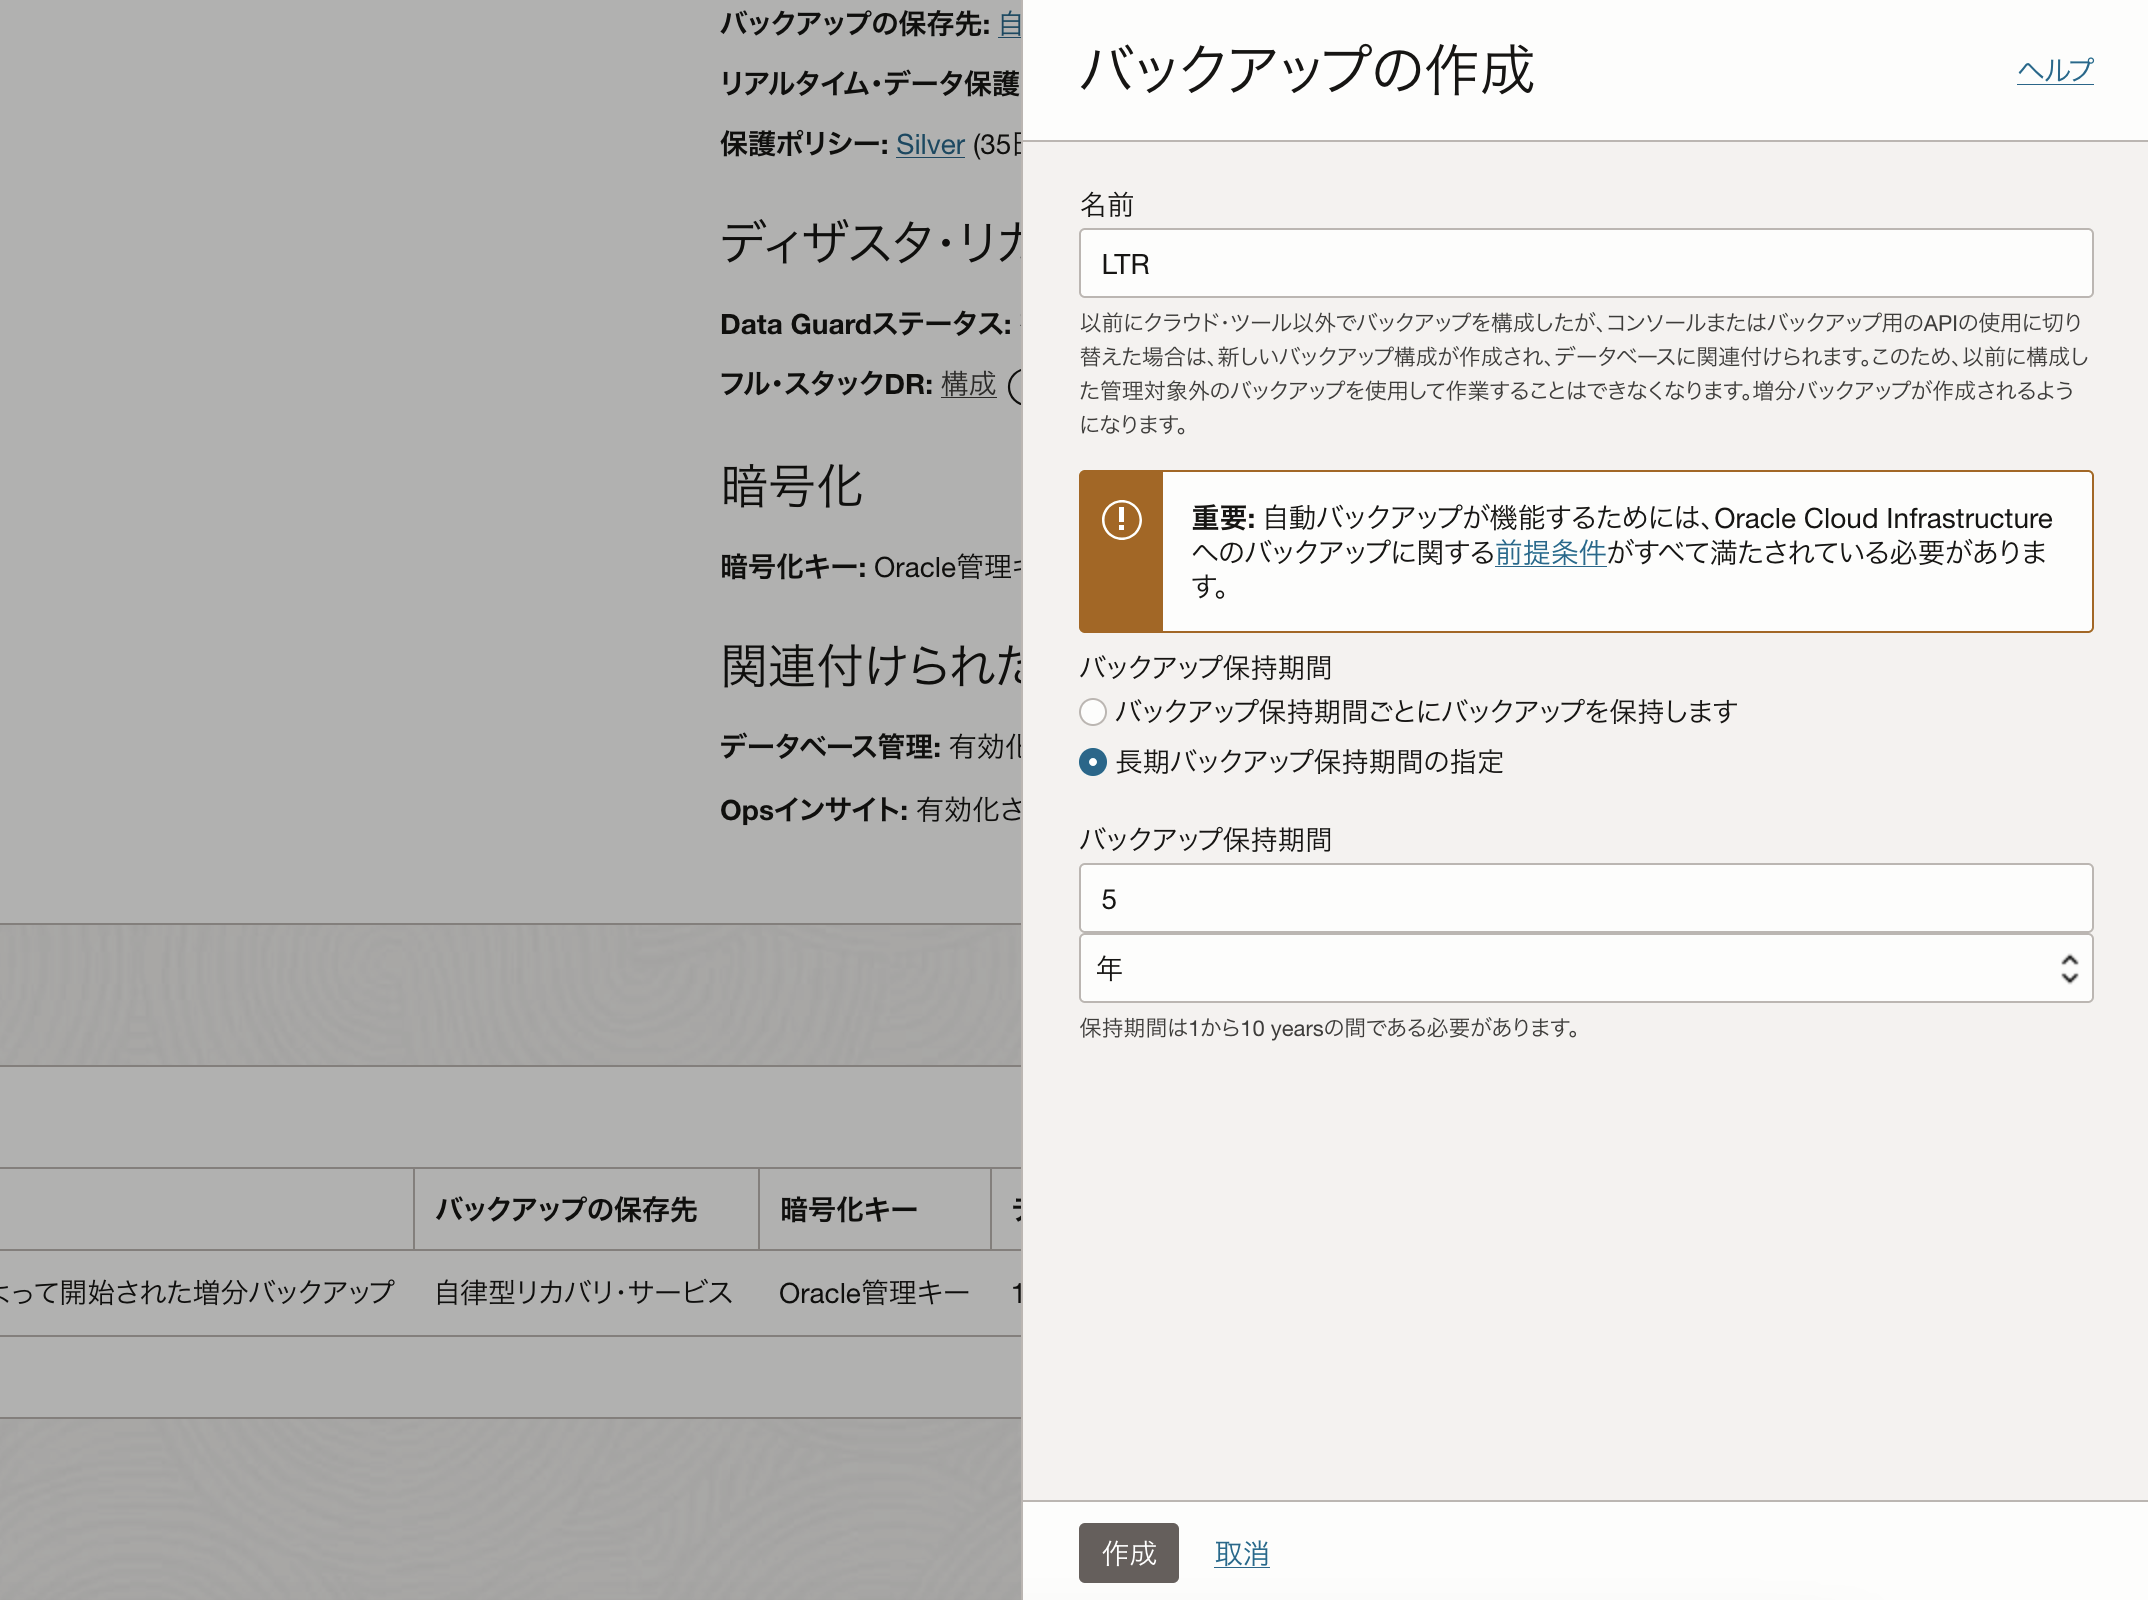 バックアップの保存先: 自
リアルタイム・データ保護
保護ポリシー: Silver (35日
ディザスタ・リカ
Data Guardステータス:
フル・スタックDR: 構成
暗号化
暗号化キー: Oracle管理キ
関連付けられた
データベース管理: 有効化
Opsインサイト: 有効化さ
バックアップの保存先 暗号化キー
よって開始された増分バックアップ 自律型リカバリ・サービス Oracle管理キー 1
バックアップの作成
ヘルプ
名前
LTR
以前にクラウド・ツール以外でバックアップを構成したが、コンソールまたはバックアップ用のAPIの使用に切り
替えた場合は、新しいバックアップ構成が作成され、データベースに関連付けられます。このため、以前に構成し
た管理対象外のバックアップを使用して作業することはできなくなります。増分バックアップが作成されるよう
になります。
重要: 自動バックアップが機能するためには、Oracle Cloud Infrastructure
へのバックアップに関する前提条件がすべて満たされている必要がありま
す。
バックアップ保持期間
バックアップ保持期間ごとにバックアップを保持します
長期バックアップ保持期間の指定
バックアップ保持期間
5
年
保持期間は1から10 yearsの間である必要があります。
作成 取消